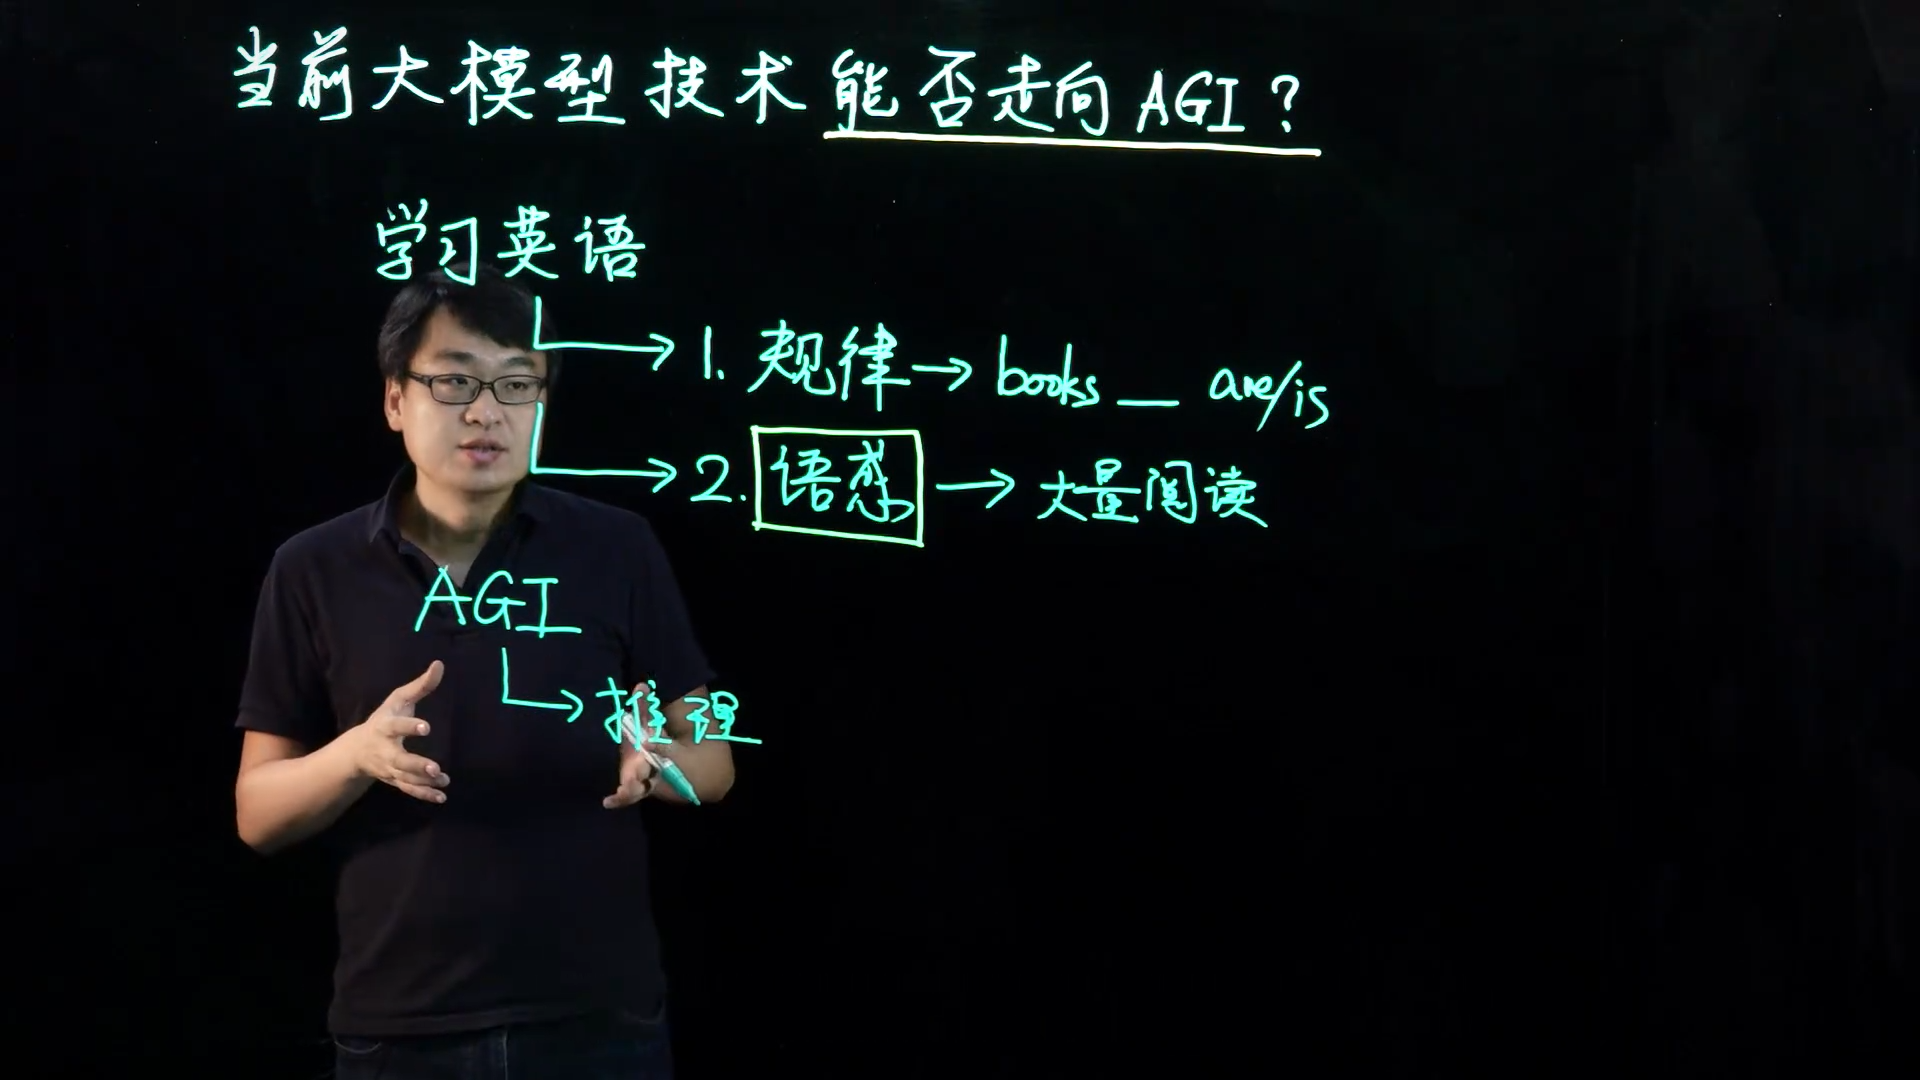 当前大模型技术能否走向AGI?
学习英语
→ 1. 规律 → books __ are/is
→ 2. 语感 → 大量阅读
AGI
→ 推理